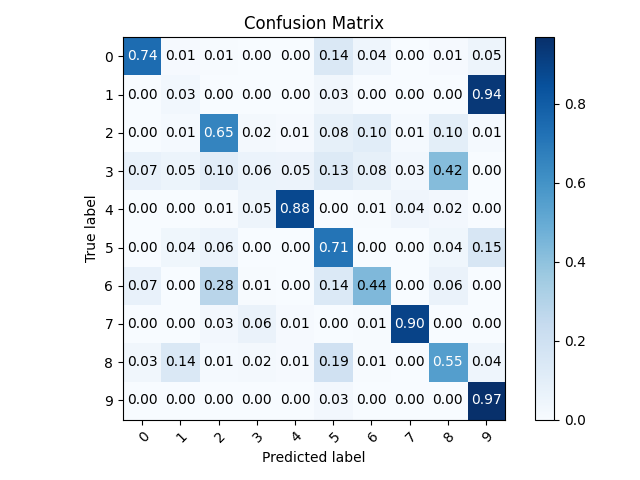 Confusion Matrix
0 0.74 0.01 0.01 0.00 0.00 0.14 0.04 0.00 0.01 0.05
1 0.00 0.03 0.00 0.00 0.00 0.03 0.00 0.00 0.00 0.94
2 0.00 0.01 0.65 0.02 0.01 0.08 0.10 0.01 0.10 0.01
3 0.07 0.05 0.10 0.06 0.05 0.13 0.08 0.03 0.42 0.00
4 0.00 0.00 0.01 0.05 0.88 0.00 0.01 0.04 0.02 0.00
5 0.00 0.04 0.06 0.00 0.00 0.71 0.00 0.00 0.04 0.15
6 0.07 0.00 0.28 0.01 0.00 0.14 0.44 0.00 0.06 0.00
7 0.00 0.00 0.03 0.06 0.01 0.00 0.01 0.90 0.00 0.00
8 0.03 0.14 0.01 0.02 0.01 0.19 0.01 0.00 0.55 0.04
9 0.00 0.00 0.00 0.00 0.00 0.03 0.00 0.00 0.00 0.97
0 1 2 3 4 5 6 7 8 9
True label
Predicted label
0.8
0.6
0.4
0.2
0.0